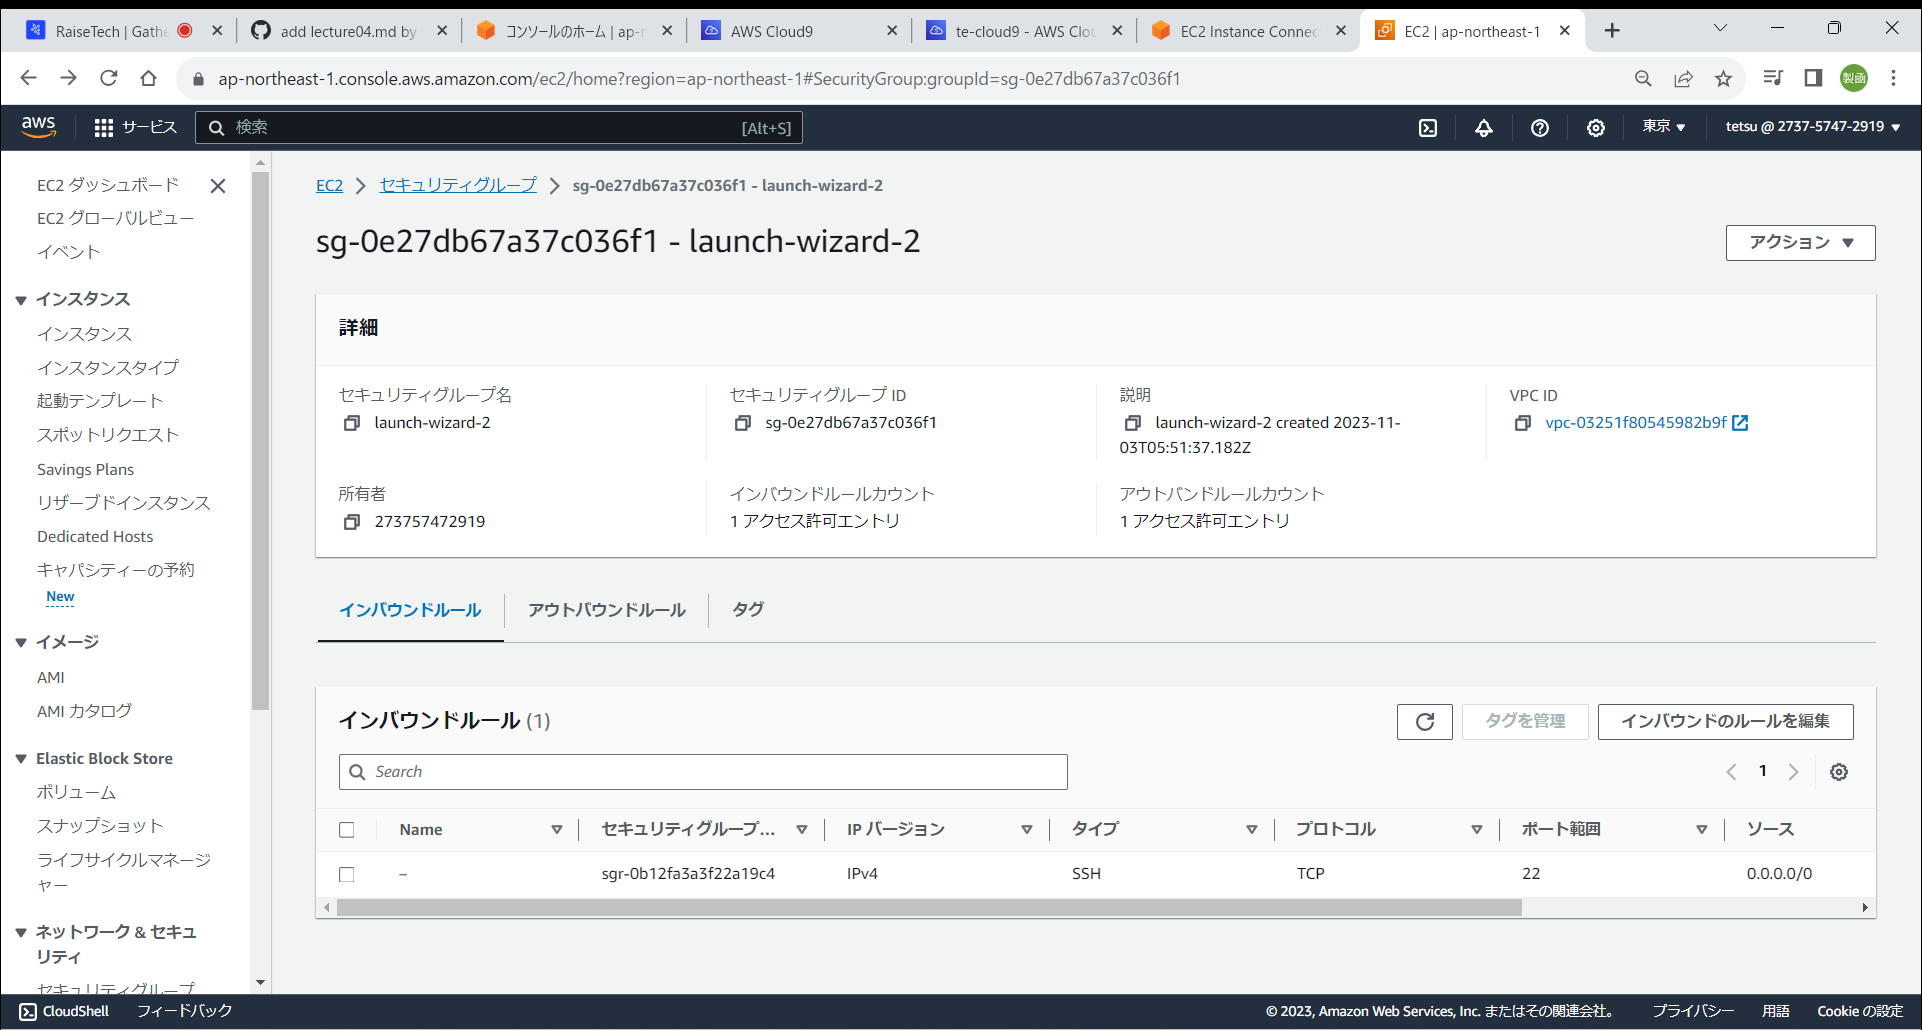 RaiseTech | Gathe
add lecture04.md by
コンソールのホーム | ap-n
AWS Cloud9
te-cloud9 - AWS Clou
EC2 Instance Connec
EC2 | ap-northeast-1
ap-northeast-1.console.aws.amazon.com/ec2/home?region=ap-northeast-1#SecurityGroup:groupId=sg-0e27db67a37c036f1
製函
aws
サービス
検索
[Alt+S]
東京
tetsu @ 2737-5747-2919
EC2 ダッシュボード
EC2 グローバルビュー
イベント
インスタンス
インスタンス
インスタンスタイプ
起動テンプレート
スポットリクエスト
Savings Plans
リザーブドインスタンス
Dedicated Hosts
キャパシティーの予約
New
イメージ
AMI
AMI カタログ
Elastic Block Store
ボリューム
スナップショット
ライフサイクルマネージ
ャー
ネットワーク & セキュ
リティ
セキュリティグループ
EC2 > セキュリティグループ > sg-0e27db67a37c036f1 - launch-wizard-2
sg-0e27db67a37c036f1 - launch-wizard-2
アクション
詳細
セキュリティグループ名
launch-wizard-2
セキュリティグループ ID
sg-0e27db67a37c036f1
説明
launch-wizard-2 created 2023-11-
03T05:51:37.182Z
VPC ID
vpc-03251f80545982b9f
所有者
273757472919
インバウンドルールカウント
1 アクセス許可エントリ
アウトバンドルールカウント
1 アクセス許可エントリ
インバウンドルール
アウトバウンドルール
タグ
インバウンドルール (1)
タグを管理
インバウンドのルールを編集
Search
1
Name
セキュリティグループ...
IP バージョン
タイプ
プロトコル
ポート範囲
ソース
–
sgr-0b12fa3a3f22a19c4
IPv4
SSH
TCP
22
0.0.0.0/0
CloudShell
フィードバック
© 2023, Amazon Web Services, Inc. またはその関連会社。
プライバシー
用語
Cookie の設定